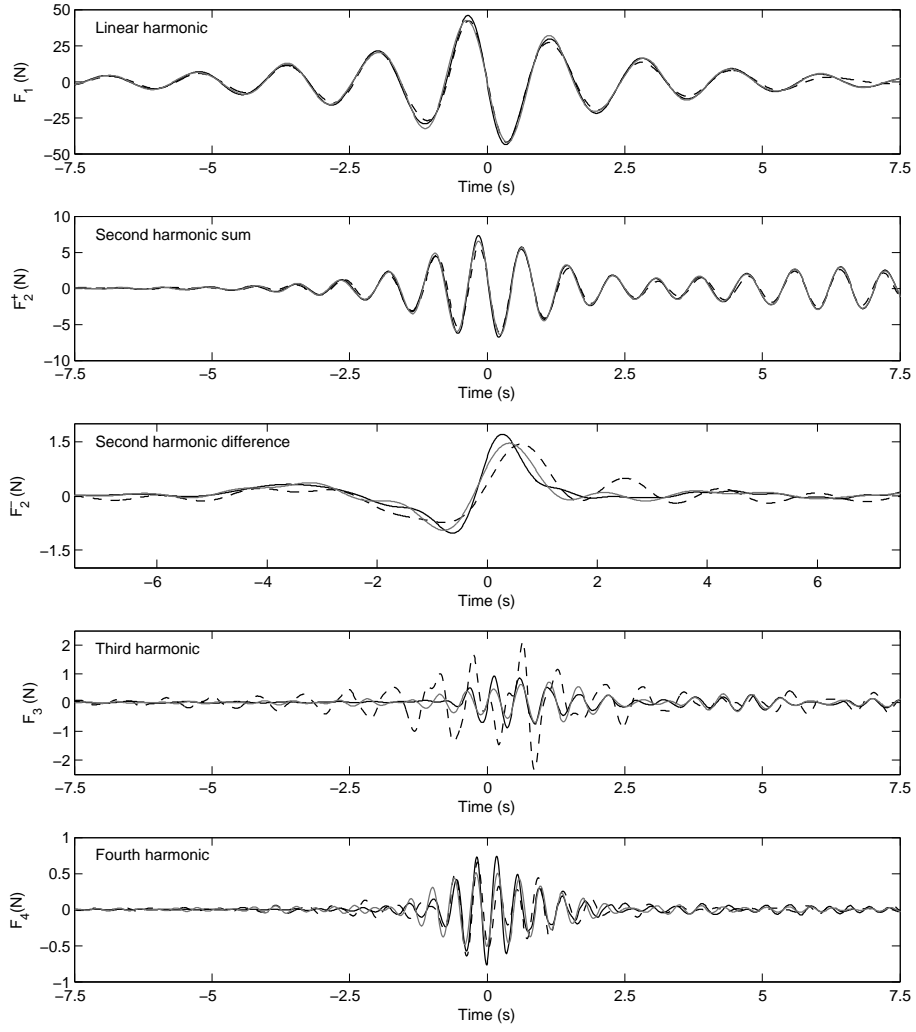 Linear harmonic
F₁ (N)
50
25
0
−25
−50
−7.5 −5 −2.5 0 2.5 5 7.5
Time (s)
Second harmonic sum
F₂⁺ (N)
10
5
0
−5
−10
−7.5 −5 −2.5 0 2.5 5 7.5
Time (s)
Second harmonic difference
F₂⁻ (N)
1.5
0
−1.5
−6 −4 −2 0 2 4 6
Time (s)
Third harmonic
F₃ (N)
2
1
0
−1
−2
−7.5 −5 −2.5 0 2.5 5 7.5
Time (s)
Fourth harmonic
F₄(N)
1
0.5
0
−0.5
−1
−7.5 −5 −2.5 0 2.5 5 7.5
Time (s)